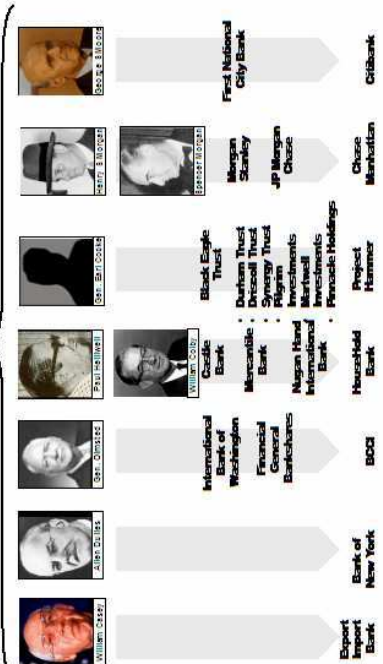 William Casey
Export
Import
Bank
Allen Dulles
Bank of
New York
Gen. Olmsted
International
Bank of
Washington
Financial
General
Bankshares
BCCI
Paul Helliwell
William Colby
Castle
Bank
Mercantile
Bank
Nugan Hand
International
Bank
Household
Bank
Gen. Earl Cocke
Black Eagle
Trust
• Durham Trust
• Trust
• Synergy Trust
• Pilgrim
Investments
Investments
• Pinnacle Holdings
Project
Hammer
Henry S Morgan
Spencer Morgan
Morgan
Stanley
JP Morgan
Chase
Chase
Manhattan
George S Moore
First National
City Bank
Citibank